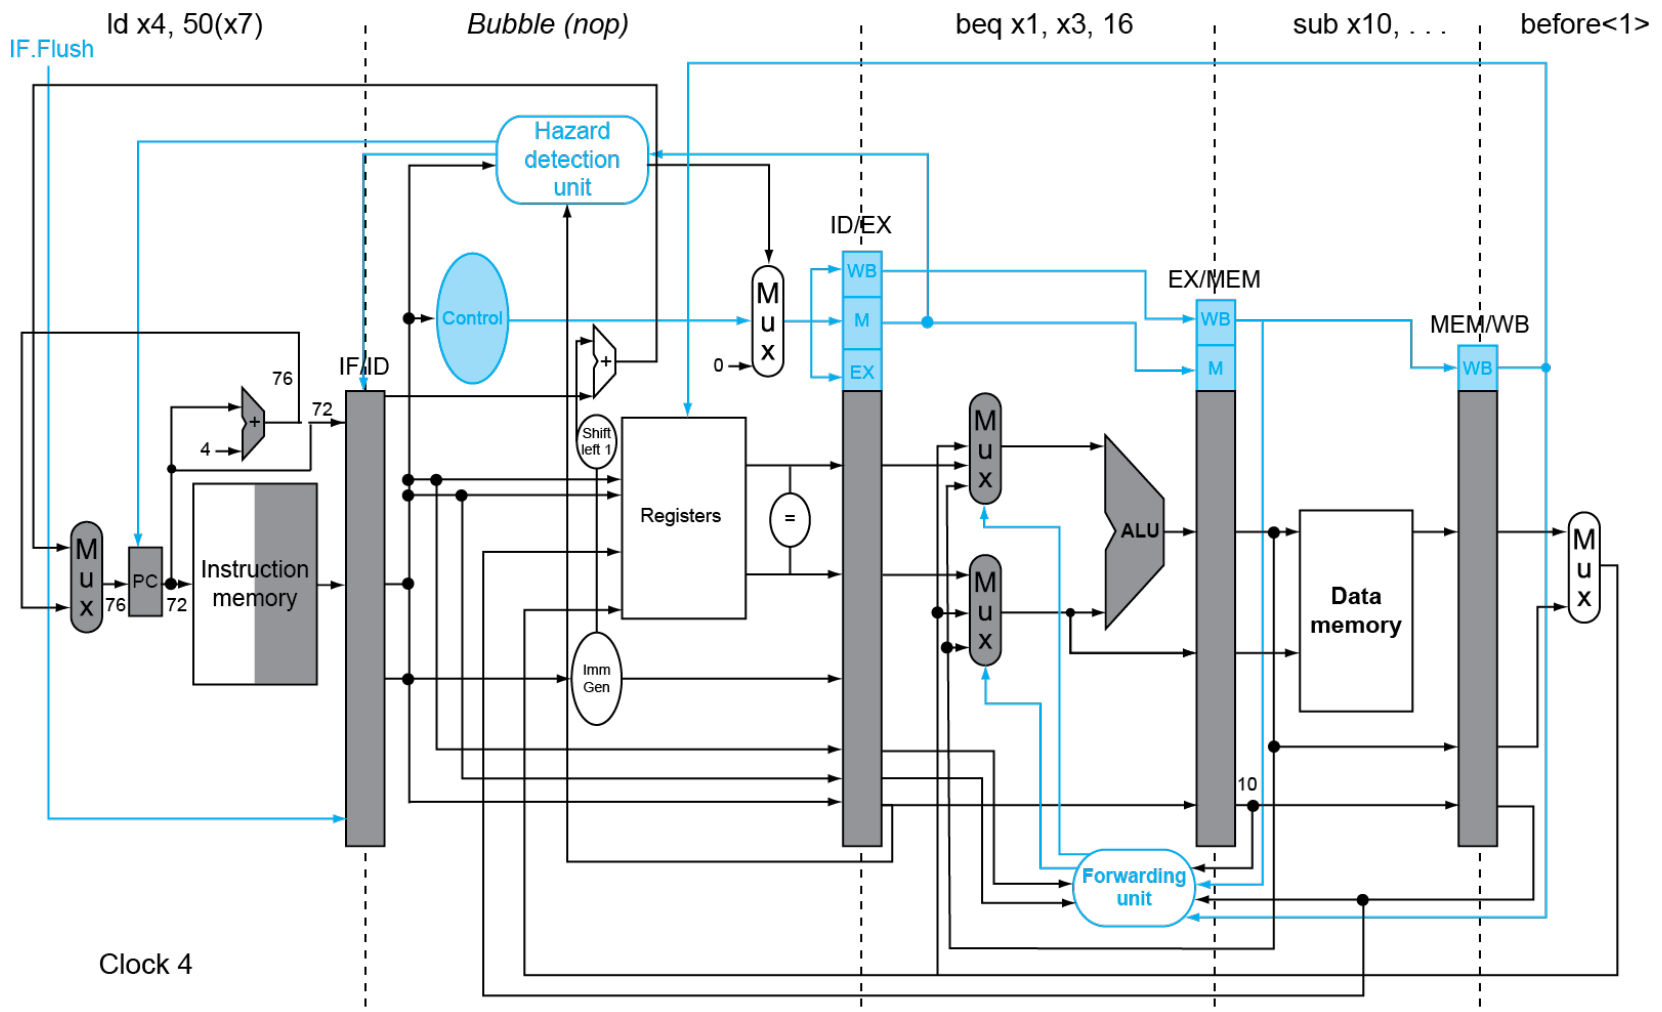 ld x4, 50(x7)
Bubble (nop)
beq x1, x3, 16
sub x10, . . .
before<1>
IF.Flush
Hazard
detection
unit
ID/EX
WB
M
EX
Control
M
u
x
0
EX/MEM
WB
M
MEM/WB
WB
IF/ID
+
76
72
+
4
Shift
left 1
M
u
x
Registers
=
ALU
M
u
x
PC
76
72
Instruction
memory
M
u
x
Data
memory
M
u
x
Imm
Gen
10
Forwarding
unit
Clock 4